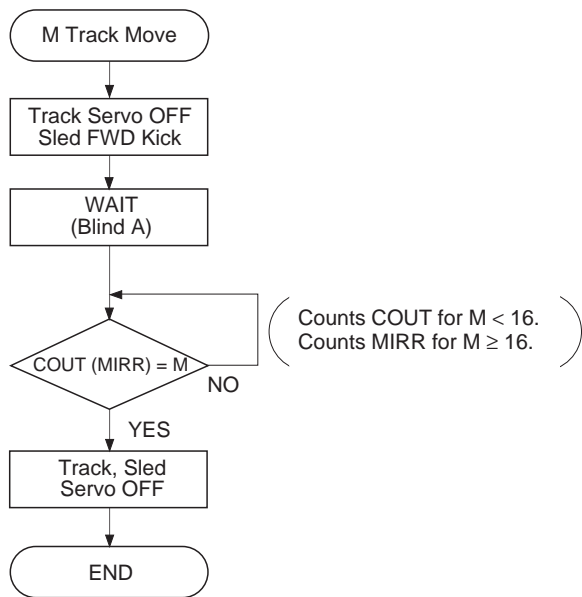 M Track Move
Track Servo OFF
Sled FWD Kick
WAIT
(Blind A)
Counts COUT for M < 16.
Counts MIRR for M ≥ 16.
COUT (MIRR) = M
NO
YES
Track, Sled
Servo OFF
END